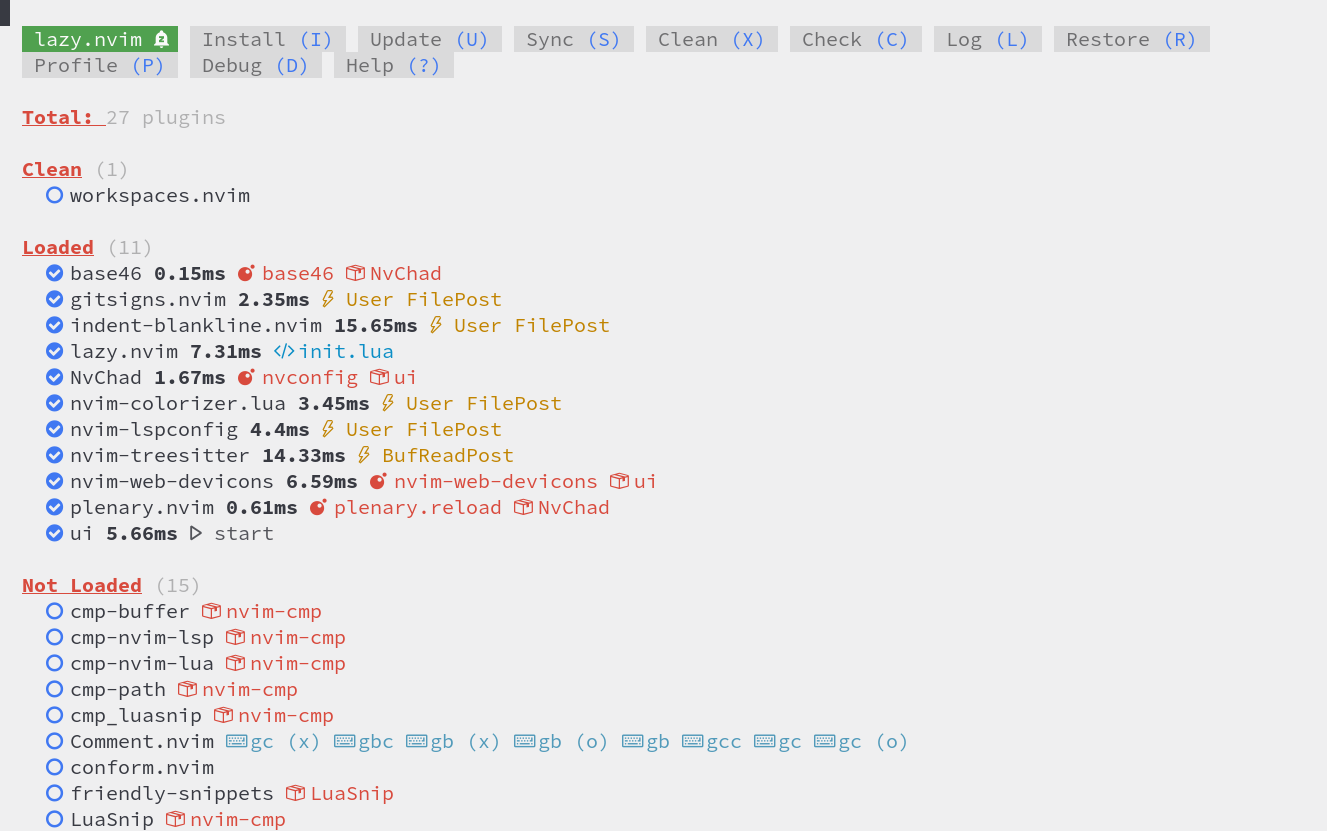 lazy.nvim Install (I) Update (U) Sync (S) Clean (X) Check (C) Log (L) Restore (R)
Profile (P) Debug (D) Help (?)
Total: 27 plugins
Clean (1)
workspaces.nvim
Loaded (11)
base46 0.15ms base46 NvChad
gitsigns.nvim 2.35ms User FilePost
indent-blankline.nvim 15.65ms User FilePost
lazy.nvim 7.31ms </> init.lua
NvChad 1.67ms nvconfig ui
nvim-colorizer.lua 3.45ms User FilePost
nvim-lspconfig 4.4ms User FilePost
nvim-treesitter 14.33ms BufReadPost
nvim-web-devicons 6.59ms nvim-web-devicons ui
plenary.nvim 0.61ms plenary.reload NvChad
ui 5.66ms start
Not Loaded (15)
cmp-buffer nvim-cmp
cmp-nvim-lsp nvim-cmp
cmp-nvim-lua nvim-cmp
cmp-path nvim-cmp
cmp_luasnip nvim-cmp
Comment.nvim gc (x) gbc gb (x) gb (o) gb gcc gc gc (o)
conform.nvim
friendly-snippets LuaSnip
LuaSnip nvim-cmp